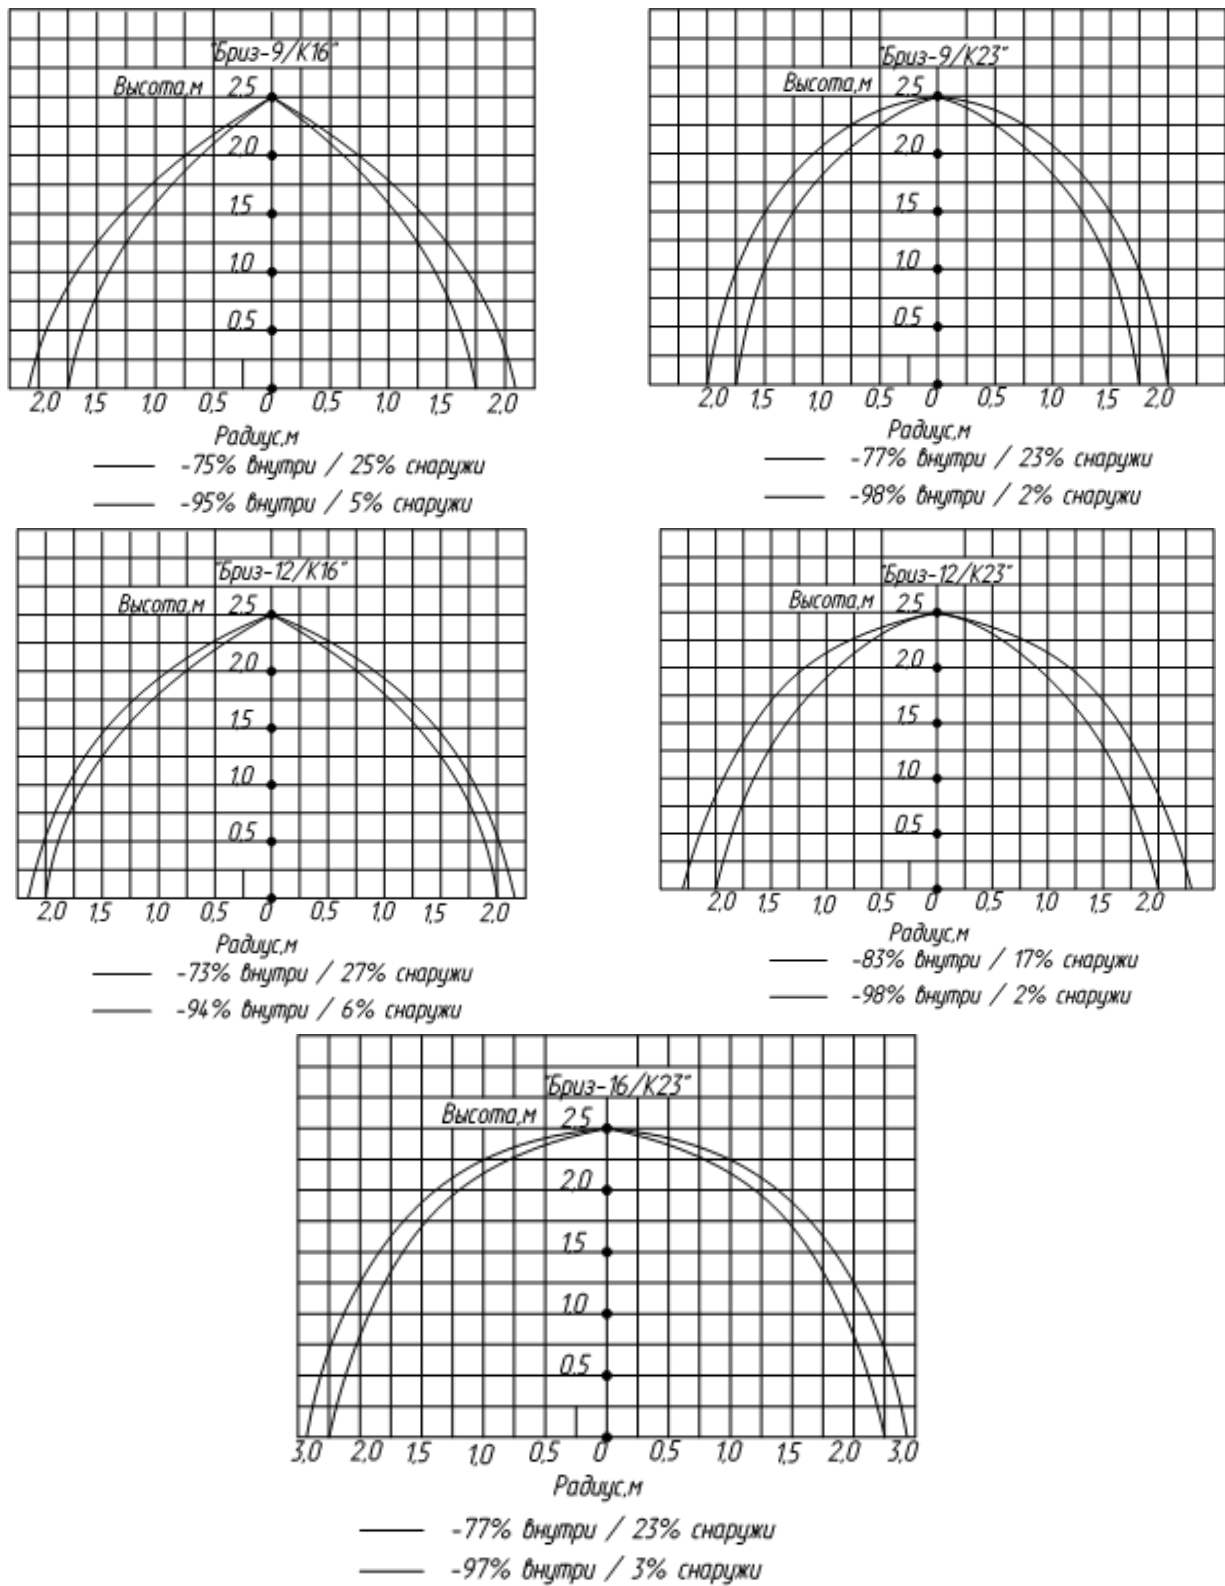 "Бриз-9/К16"
Высота,м 2,5
2,0
1,5
1,0
0,5
2,0 1,5 1,0 0,5 0 0,5 1,0 1,5 2,0
Радиус,м
-75% внутри / 25% снаружи
-95% внутри / 5% снаружи
"Бриз-9/К23"
Высота,м 2,5
2,0
1,5
1,0
0,5
2,0 1,5 1,0 0,5 0 0,5 1,0 1,5 2,0
Радиус,м
-77% внутри / 23% снаружи
-98% внутри / 2% снаружи
"Бриз-12/К16"
Высота,м 2,5
2,0
1,5
1,0
0,5
2,0 1,5 1,0 0,5 0 0,5 1,0 1,5 2,0
Радиус,м
-73% внутри / 27% снаружи
-94% внутри / 6% снаружи
"Бриз-12/К23"
Высота,м 2,5
2,0
1,5
1,0
0,5
2,0 1,5 1,0 0,5 0 0,5 1,0 1,5 2,0
Радиус,м
-83% внутри / 17% снаружи
-98% внутри / 2% снаружи
"Бриз-16/К23"
Высота,м 2,5
2,0
1,5
1,0
0,5
3,0 2,0 1,0 0,5 0 0,5 1,0 1,5 2,0 3,0
Радиус,м
-77% внутри / 23% снаружи
-97% внутри / 3% снаружи